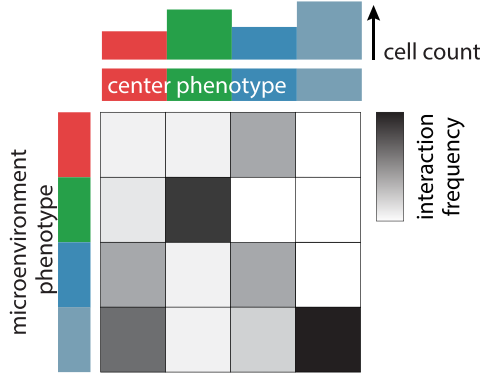 cell count
center phenotype
microenvironment
phenotype
interaction
frequency